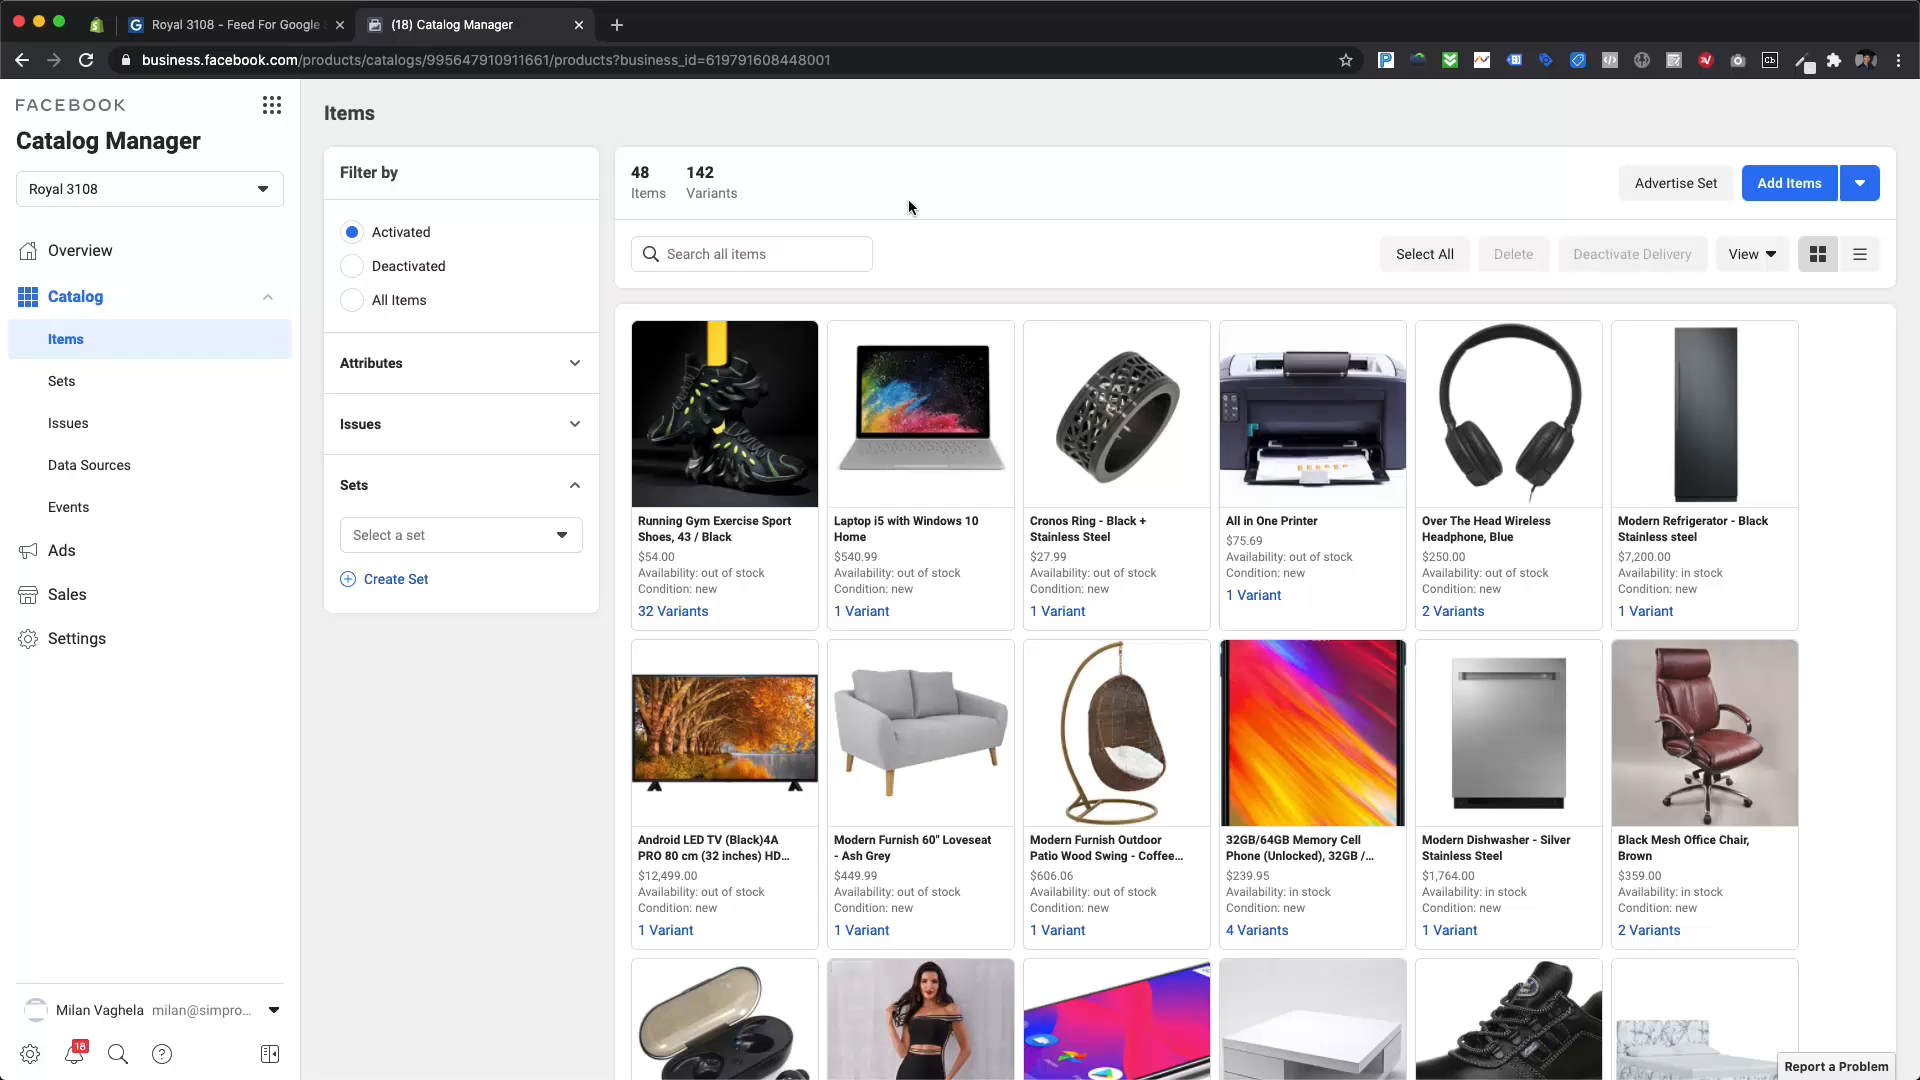 Royal 3108 - Feed For Google
(18) Catalog Manager
business.facebook.com/products/catalogs/995647910911661/products?business_id=619791608448001
FACEBOOK
Catalog Manager
Royal 3108
Overview
Catalog
Items
Sets
Issues
Data Sources
Events
Ads
Sales
Settings
Milan Vaghela milan@simpro...
18
Items
Filter by
Activated
Deactivated
All Items
Attributes
Issues
Sets
Select a set
Create Set
48 142
Items Variants
Advertise Set
Add Items
Search all items
Select All
Delete
Deactivate Delivery
View
Running Gym Exercise Sport
Shoes, 43 / Black
$54.00
Availability: out of stock
Condition: new
32 Variants
Laptop i5 with Windows 10
Home
$540.99
Availability: out of stock
Condition: new
1 Variant
Cronos Ring - Black +
Stainless Steel
$27.99
Availability: out of stock
Condition: new
1 Variant
All in One Printer
$75.69
Availability: out of stock
Condition: new
1 Variant
Over The Head Wireless
Headphone, Blue
$250.00
Availability: out of stock
Condition: new
2 Variants
Modern Refrigerator - Black
Stainless steel
$7,200.00
Availability: in stock
Condition: new
1 Variant
Android LED TV (Black)4A
PRO 80 cm (32 inches) HD...
$12,499.00
Availability: out of stock
Condition: new
1 Variant
Modern Furnish 60" Loveseat
- Ash Grey
$449.99
Availability: out of stock
Condition: new
1 Variant
Modern Furnish Outdoor
Patio Wood Swing - Coffee...
$606.06
Availability: out of stock
Condition: new
1 Variant
32GB/64GB Memory Cell
Phone (Unlocked), 32GB /...
$239.95
Availability: in stock
Condition: new
4 Variants
Modern Dishwasher - Silver
Stainless Steel
$1,764.00
Availability: in stock
Condition: new
1 Variant
Black Mesh Office Chair,
Brown
$359.00
Availability: in stock
Condition: new
2 Variants
Report a Problem